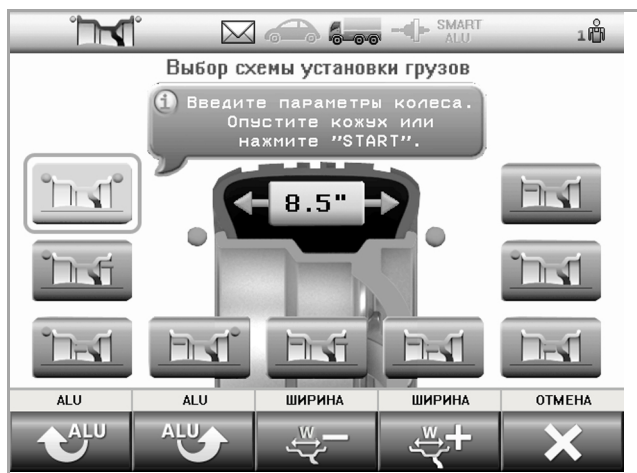 SMART
ALU
1
Выбор схемы установки грузов
i Введите параметры колеса.
Опустите кожух или
нажмите "START".
8.5"
ALU
ALU
ШИРИНА
ШИРИНА
ОТМЕНА
ALU
ALU
W
W